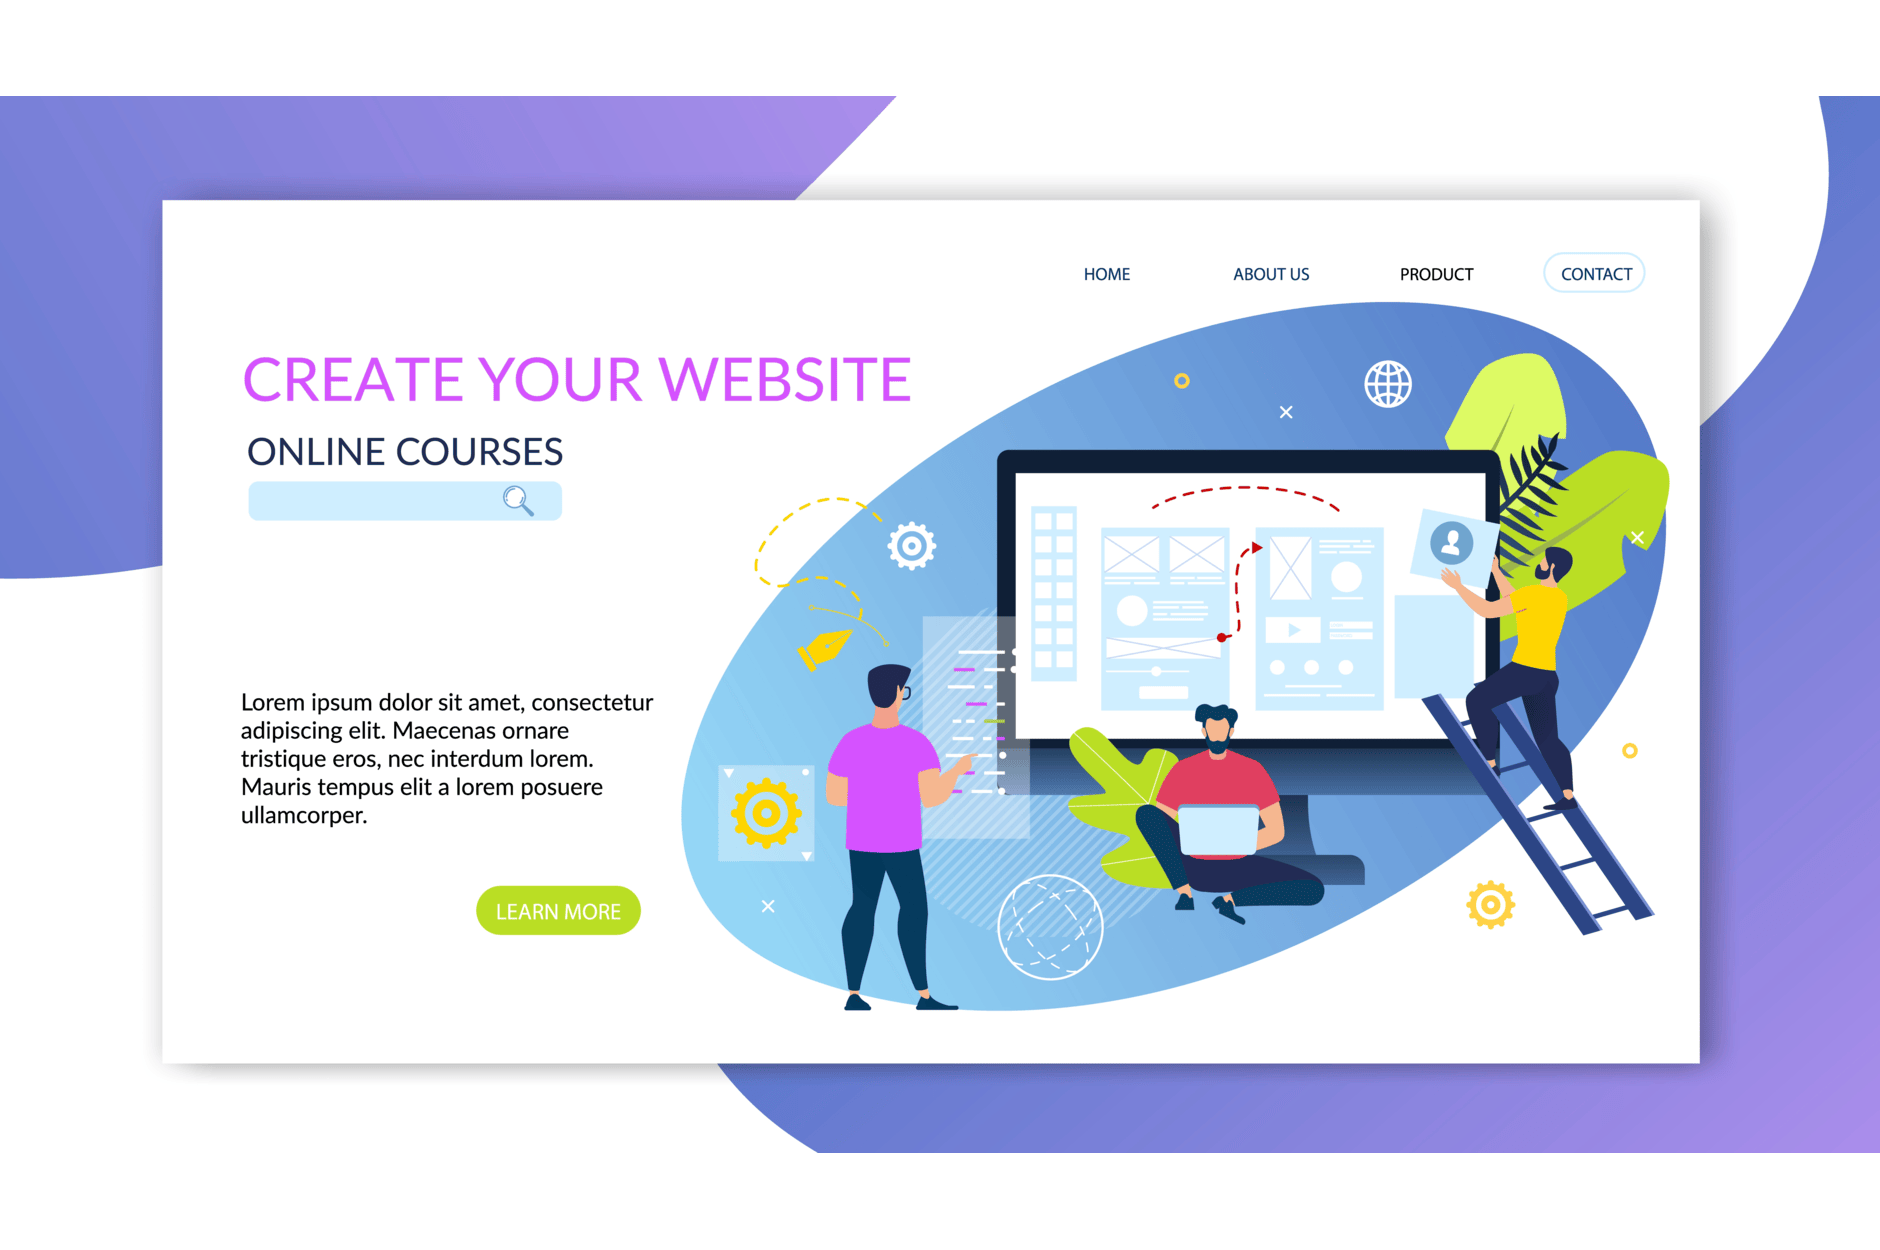 HOME ABOUT US PRODUCT CONTACT
CREATE YOUR WEBSITE
ONLINE COURSES
Lorem ipsum dolor sit amet, consectetur
adipiscing elit. Maecenas ornare
tristique eros, nec interdum lorem.
Mauris tempus elit a lorem posuere
ullamcorper.
LEARN MORE